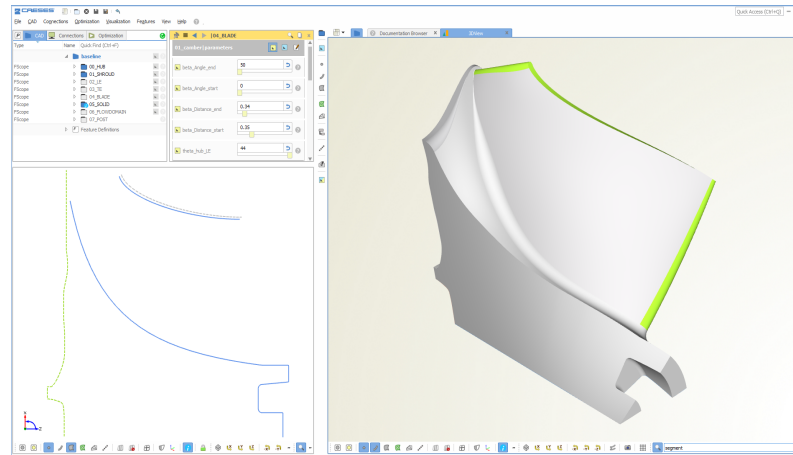 CAESES
Quick Access (Ctrl+Q)
File CAD Connections Optimization Visualization Features New Help
CAD Connections Optimization
|04_BLADE
Documentation Browser x 3DView x
Type Name Quick Find (Ctrl+F)
03_camber|parameters
baseline
FScope 00_HUB
FScope 01_SHROUD
FScope 02_LE
FScope 03_TE
FScope 04_BLADE
FScope 05_SOLID
FScope 06_FLOWDOMAIN
FScope 07_POST
Feature Definitions
beta_Angle_end 58
beta_Angle_start 0
beta_Distance_end 0.34
beta_Distance_start 0.35
theta_hub_LE 44
z
segment